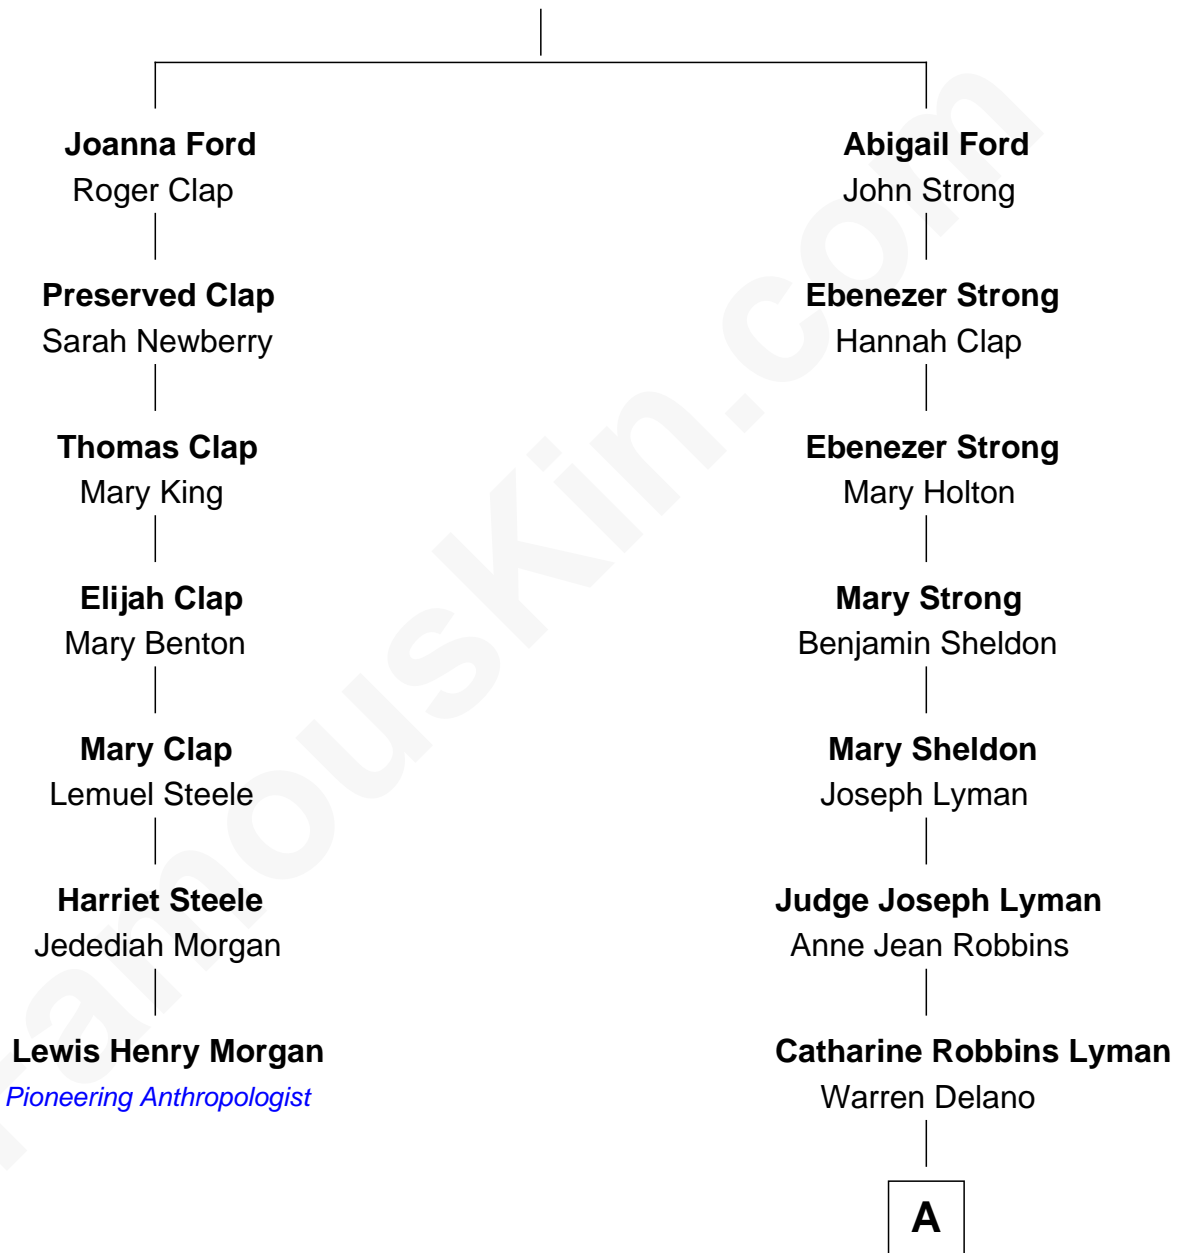 Joanna Ford
Roger Clap
Preserved Clap
Sarah Newberry
Thomas Clap
Mary King
Elijah Clap
Mary Benton
Mary Clap
Lemuel Steele
Harriet Steele
Jedediah Morgan
Lewis Henry Morgan
Pioneering Anthropologist
Abigail Ford
John Strong
Ebenezer Strong
Hannah Clap
Ebenezer Strong
Mary Holton
Mary Strong
Benjamin Sheldon
Mary Sheldon
Joseph Lyman
Judge Joseph Lyman
Anne Jean Robbins
Catharine Robbins Lyman
Warren Delano
A
FamousKin.com